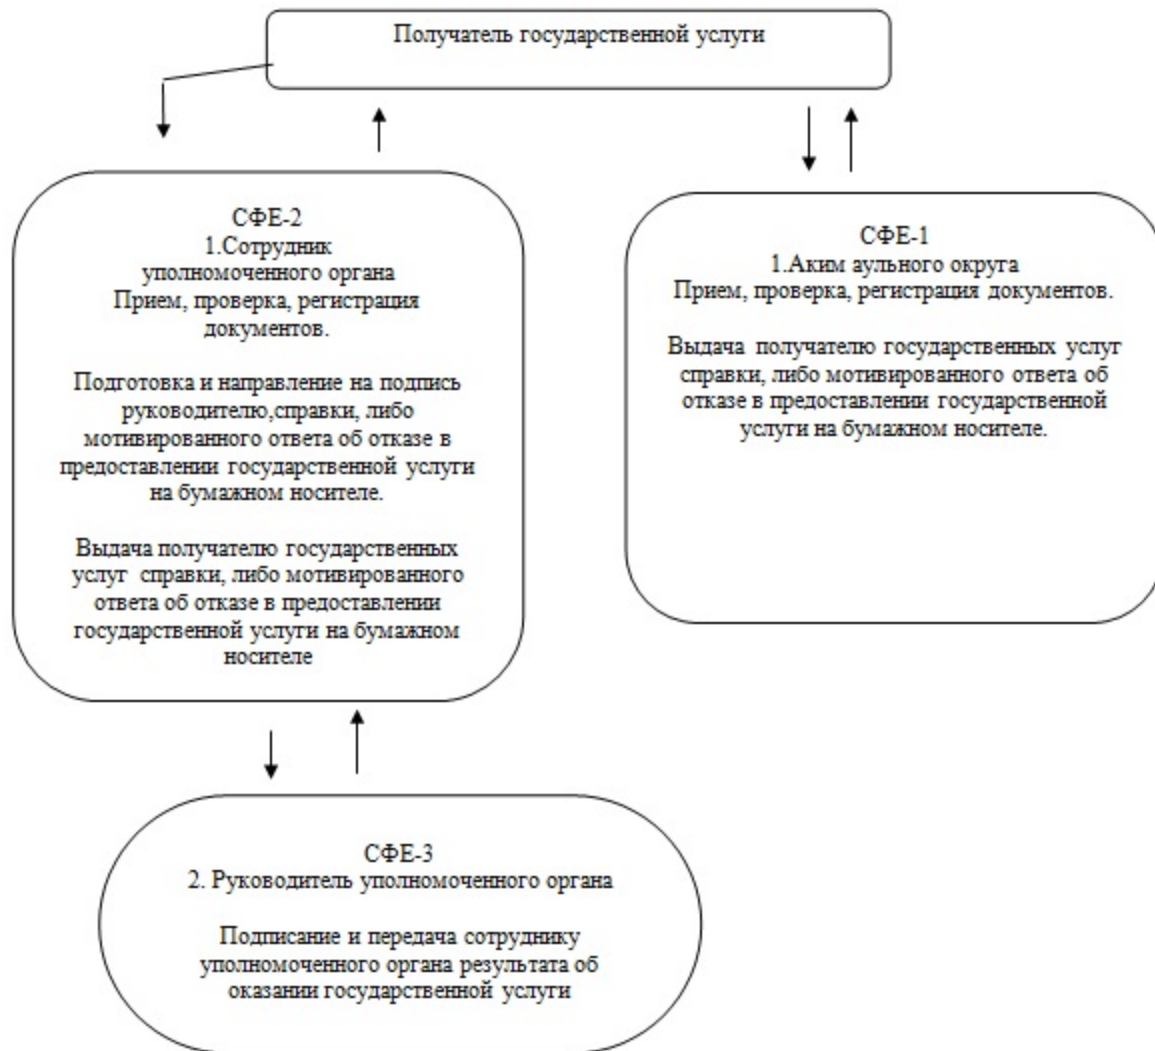 Получатель государственной услуги
СФЕ-2
1.Сотрудник
уполномоченного органа
Прием, проверка, регистрация
документов.
Подготовка и направление на подпись
руководителю,справки, либо
мотивированного ответа об отказе в
предоставлении государственной услуги
на бумажном носителе.
Выдача получателю государственных
услуг справки, либо мотивированного
ответа об отказе в предоставлении
государственной услуги на бумажном
носителе
СФЕ-1
1.Аким аульного округа
Прием, проверка, регистрация документов.
Выдача получателю государственных услуг
справки, либо мотивированного ответа об
отказе в предоставлении государственной
услуги на бумажном носителе.
СФЕ-3
2. Руководитель уполномоченного органа
Подписание и передача сотруднику
уполномоченного органа результата об
оказании государственной услуги